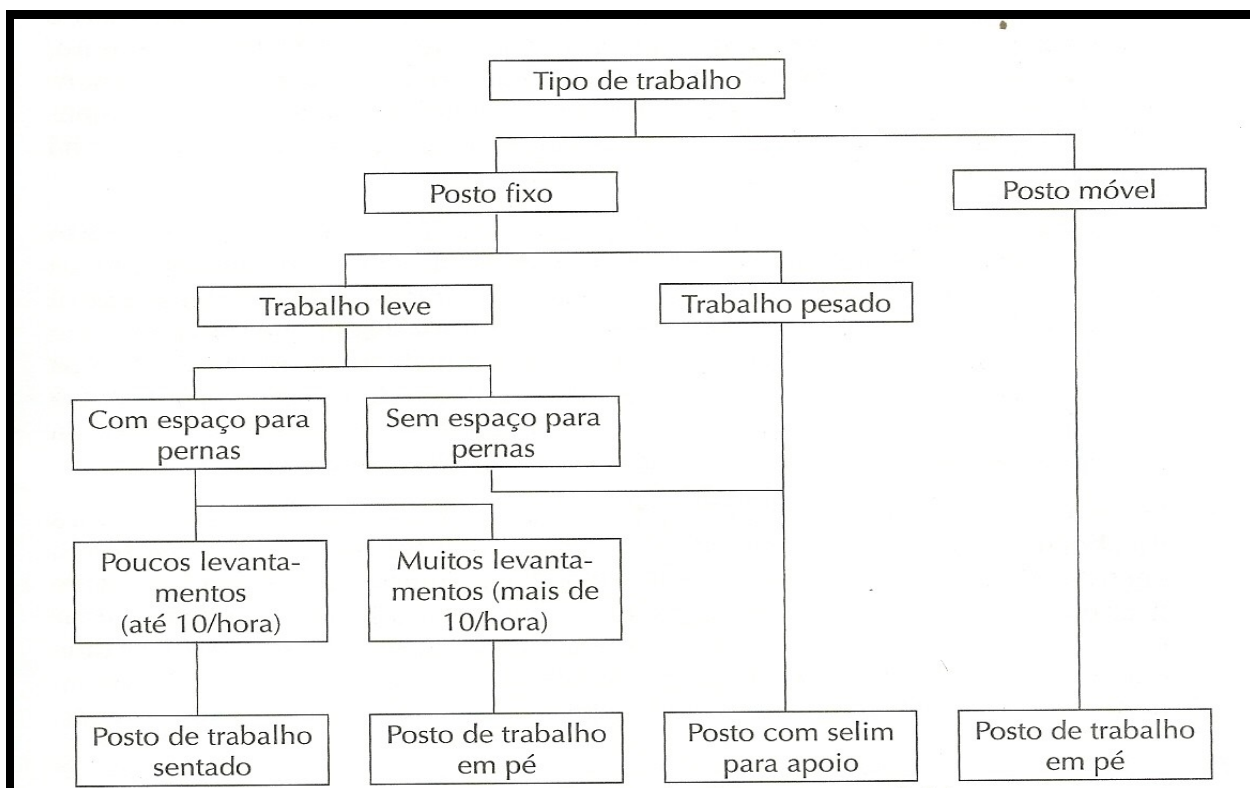 Tipo de trabalho
Posto fixo
Posto móvel
Trabalho leve
Trabalho pesado
Com espaço para
pernas
Sem espaço para
pernas
Poucos levanta-
mentos
(até 10/hora)
Muitos levanta-
mentos (mais de
10/hora)
Posto de trabalho
sentado
Posto de trabalho
em pé
Posto com selim
para apoio
Posto de trabalho
em pé